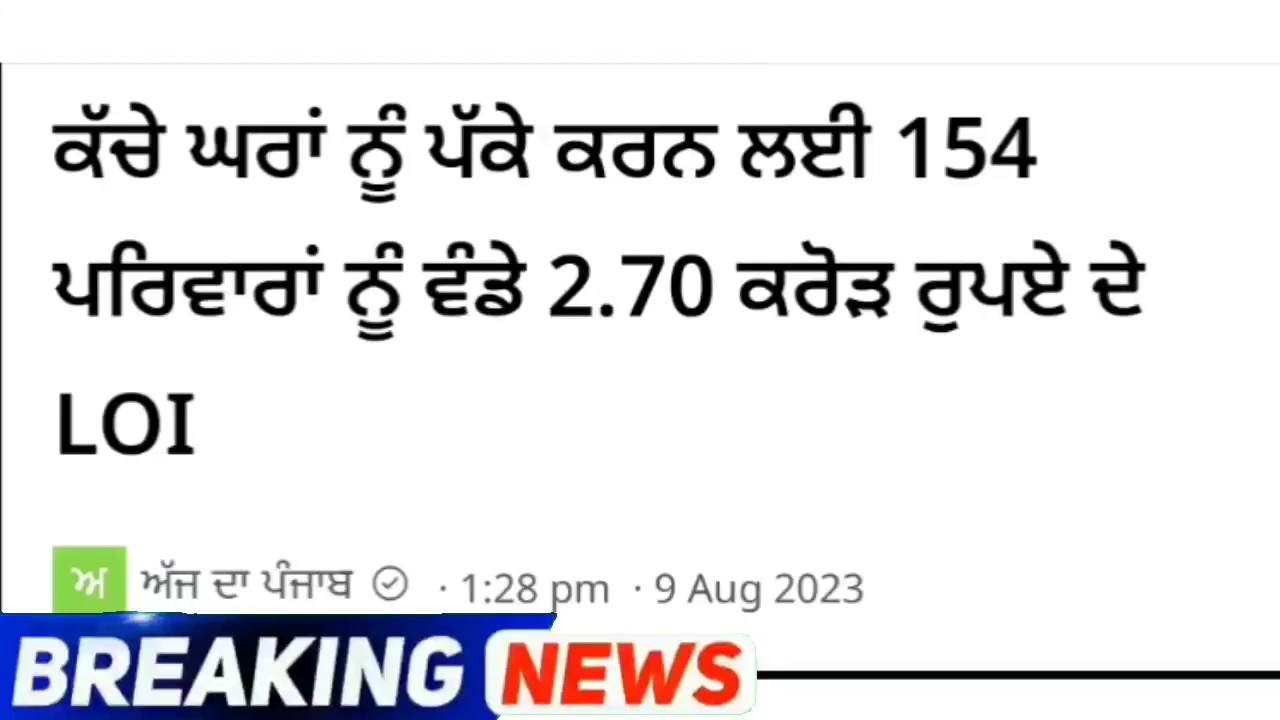 ਕੱਚੇ ਘਰਾਂ ਨੂੰ ਪੱਕੇ ਕਰਨ ਲਈ 154
ਪਰਿਵਾਰਾਂ ਨੂੰ ਵੰਡੇ 2.70 ਕਰੋੜ ਰੁਪਏ ਦੇ
LOI
ਅ ਅੱਜ ਦਾ ਪੰਜਾਬ · 1:28 pm · 9 Aug 2023
BREAKING NEWS